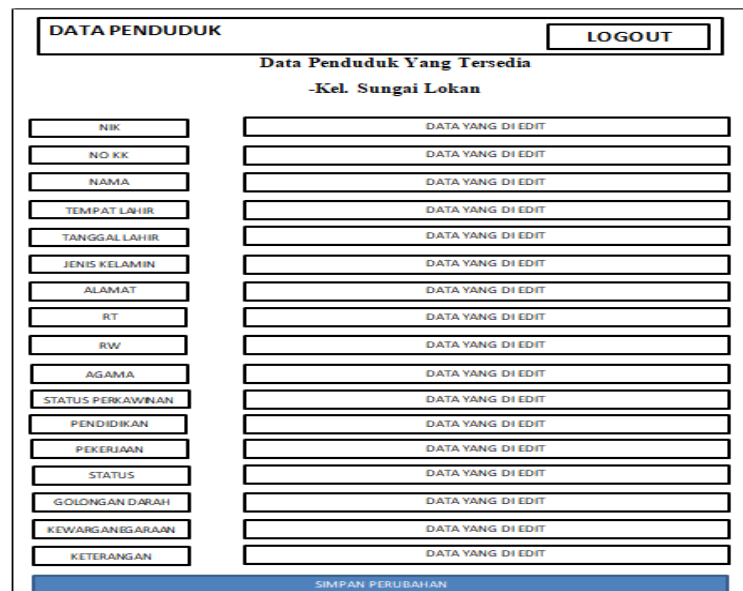 DATA PENDUDUK LOGOUT
Data Penduduk Yang Tersedia
-Kel. Sungai Lokan
NIK DATA YANG DI EDIT
NO KK DATA YANG DI EDIT
NAMA DATA YANG DI EDIT
TEMPAT LAHIR DATA YANG DI EDIT
TANGGAL LAHIR DATA YANG DI EDIT
JENIS KELAMIN DATA YANG DI EDIT
ALAMAT DATA YANG DI EDIT
RT DATA YANG DI EDIT
RW DATA YANG DI EDIT
AGAMA DATA YANG DI EDIT
STATUS PERKAWINAN DATA YANG DI EDIT
PENDIDIKAN DATA YANG DI EDIT
PEKERJAAN DATA YANG DI EDIT
STATUS DATA YANG DI EDIT
GOLONGAN DARAH DATA YANG DI EDIT
KEWARGANEGARAAN DATA YANG DI EDIT
KETERANGAN DATA YANG DI EDIT
SIMPAN PERUBAHAN